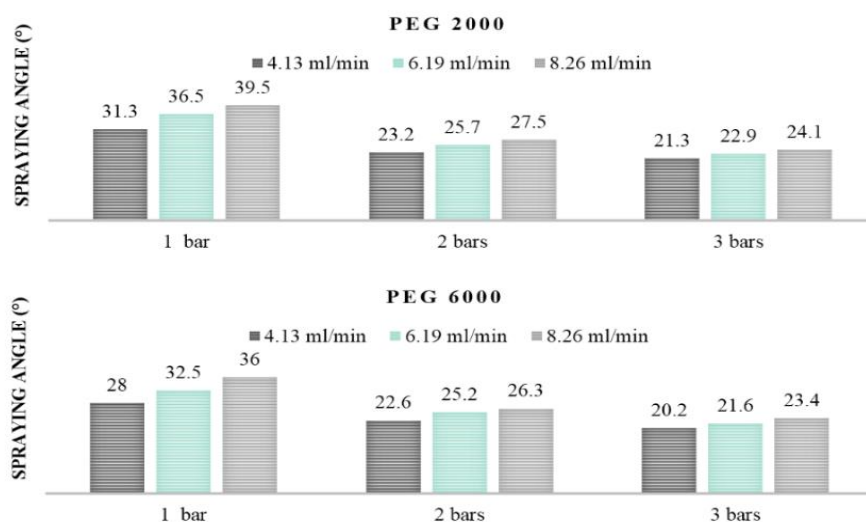 PEG 2000
SPRAYING ANGLE (°)
4.13 ml/min 6.19 ml/min 8.26 ml/min
31.3 36.5 39.5 23.2 25.7 27.5 21.3 22.9 24.1
1 bar 2 bars 3 bars
PEG 6000
SPRAYING ANGLE (°)
4.13 ml/min 6.19 ml/min 8.26 ml/min
28 32.5 36 22.6 25.2 26.3 20.2 21.6 23.4
1 bar 2 bars 3 bars